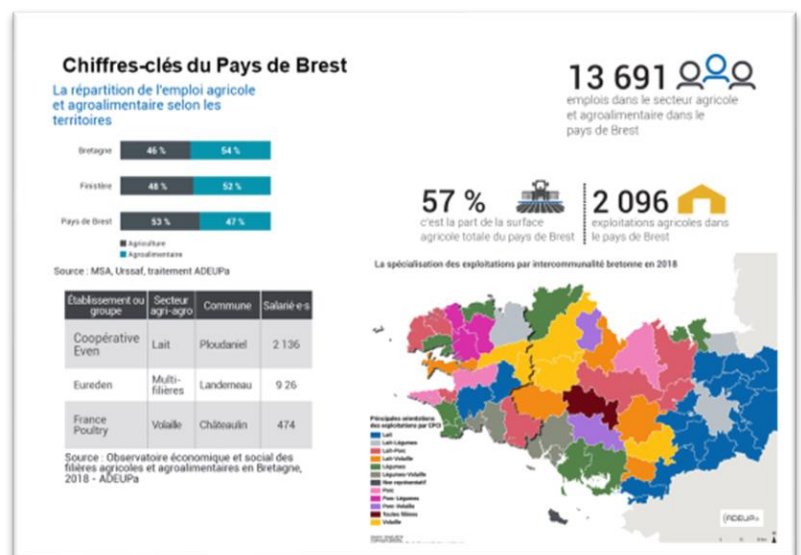 Chiffres-clés du Pays de Brest
La répartition de l'emploi agricole
et agroalimentaire selon les
territoires
Bretagne 46 % 54 %
Finistère 48 % 52 %
Pays de Brest 53 % 47 %
Agriculture
Agroalimentaire
Source : MSA, Urssaf, traitement ADEUPa
13 691
emplois dans le secteur agricole
et agroalimentaire dans le
pays de Brest
57 %
c'est la part de la surface
agricole totale du pays de Brest
2 096
exploitations agricoles dans
le pays de Brest
Établissement ou groupe Secteur agri-agro Commune Salarié·e·s
Coopérative Even Lait Ploudaniel 2 136
Eureden Multi-filières Landerneau 9 26
France Poultry Volaille Châteaulin 474
Source : Observatoire économique et social des
filières agricoles et agroalimentaires en Bretagne,
2018 - ADEUPa
La spécialisation des exploitations par intercommunalité bretonne en 2018
Principales orientations
des exploitations par EPCI
Lait
Lait-Légumes
Lait-Porc
Lait-Volaille
Légumes
Légumes-Volaille
Non représentatif
Porc
Porc-Légumes
Porc-Volaille
Toutes filières
Volaille
ADEUPa